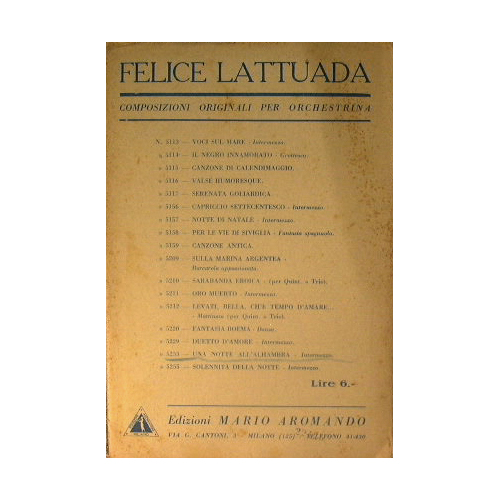 FELICE LATTUADA
COMPOSIZIONI ORIGINALI PER ORCHESTRINA
N. 5113 — VOCI SUL MARE - Intermezzo.
» 5114 — IL NEGRO INNAMORATO - Grottesco.
» 5115 — CANZONE DI CALENDIMAGGIO.
» 5116 — VALSE HUMORESQUE.
» 5117 — SERENATA GOLIARDICA.
» 5156 — CAPRICCIO SETTECENTESCO - Intermezzo.
» 5157 — NOTTE DI NATALE - Intermezzo.
» 5158 — PER LE VIE DI SIVIGLIA - Fantasia spagnuola.
» 5159 — CANZONE ANTICA.
» 5209 — SULLA MARINA ARGENTEA -
Barcarola appassionata.
» 5210 — SARABANDA EROICA - (per Quint. o Trio).
» 5211 — ORO MUERTO - Intermezzo.
» 5212 — LEVATI, BELLA, CH'È TEMPO D'AMARE...
Mattinata (per Quint. o Trio).
» 5220 — FANTASIA BOEMA - Danza.
» 5229 — DUETTO D'AMORE - Intermezzo.
» 5253 — UNA NOTTE ALL'ALHAMBRA - Intermezzo.
» 5255 — SOLENNITÀ DELLA NOTTE - Intermezzo.
Lire 6.-
Edizioni MARIO AROMANDO
VIA G. CANTONI, - MILANO (145) - TELEFONO